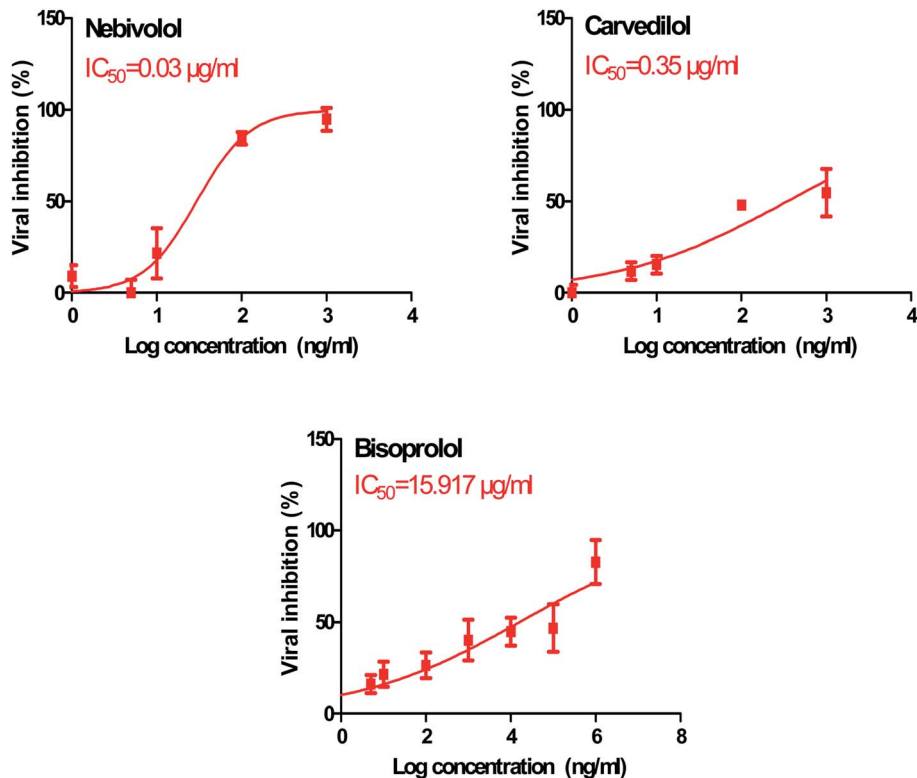 Nebivolol
IC50=0.03 µg/ml
Viral inhibition (%)
150
100
50
0
0 1 2 3 4
Log concentration (ng/ml)
Carvedilol
IC50=0.35 µg/ml
Viral inhibition (%)
150
100
50
0
0 1 2 3 4
Log concentration (ng/ml)
Bisoprolol
IC50=15.917 µg/ml
Viral inhibition (%)
150
100
50
0
0 2 4 6 8
Log concentration (ng/ml)